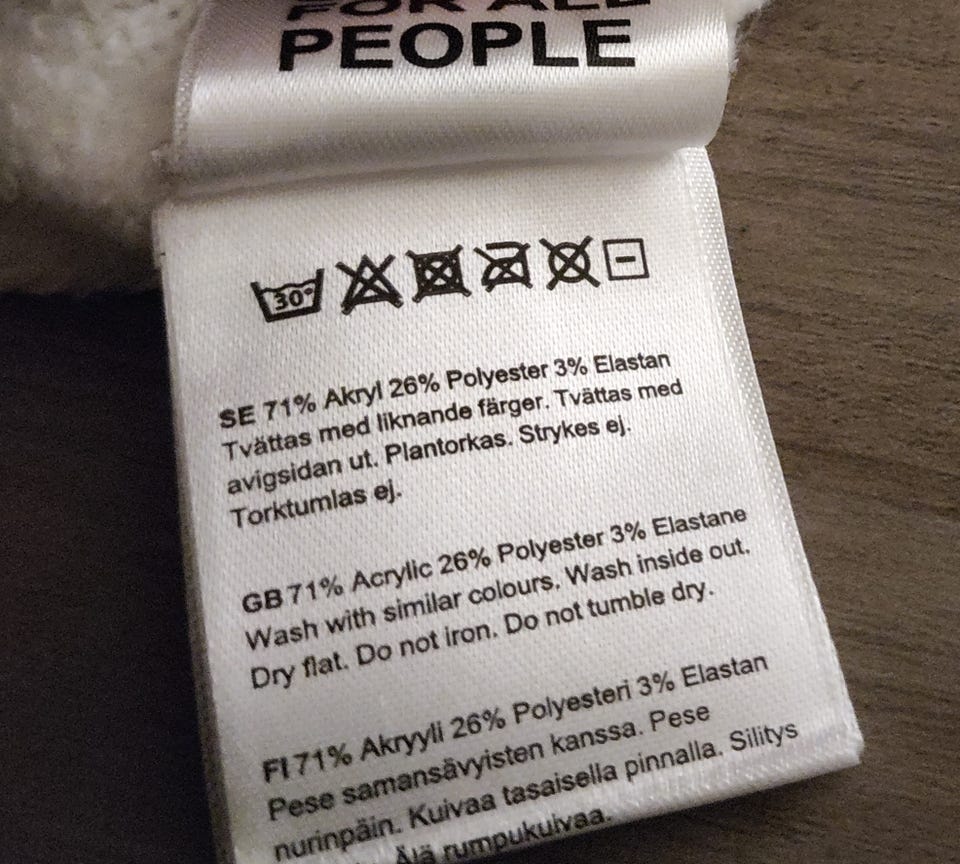 FOR ALL
PEOPLE
30°
SE 71% Akryl 26% Polyester 3% Elastan
Tvättas med liknande färger. Tvättas med
avigsidan ut. Plantorkas. Strykes ej.
Torktumlas ej.
GB 71% Acrylic 26% Polyester 3% Elastane
Wash with similar colours. Wash inside out.
Dry flat. Do not iron. Do not tumble dry.
FI 71% Akryyli 26% Polyesteri 3% Elastan
Pese samansävyisten kanssa. Pese
nurinpäin. Kuivaa tasaisella pinnalla. Silitys
Älä rumpukuivaa.